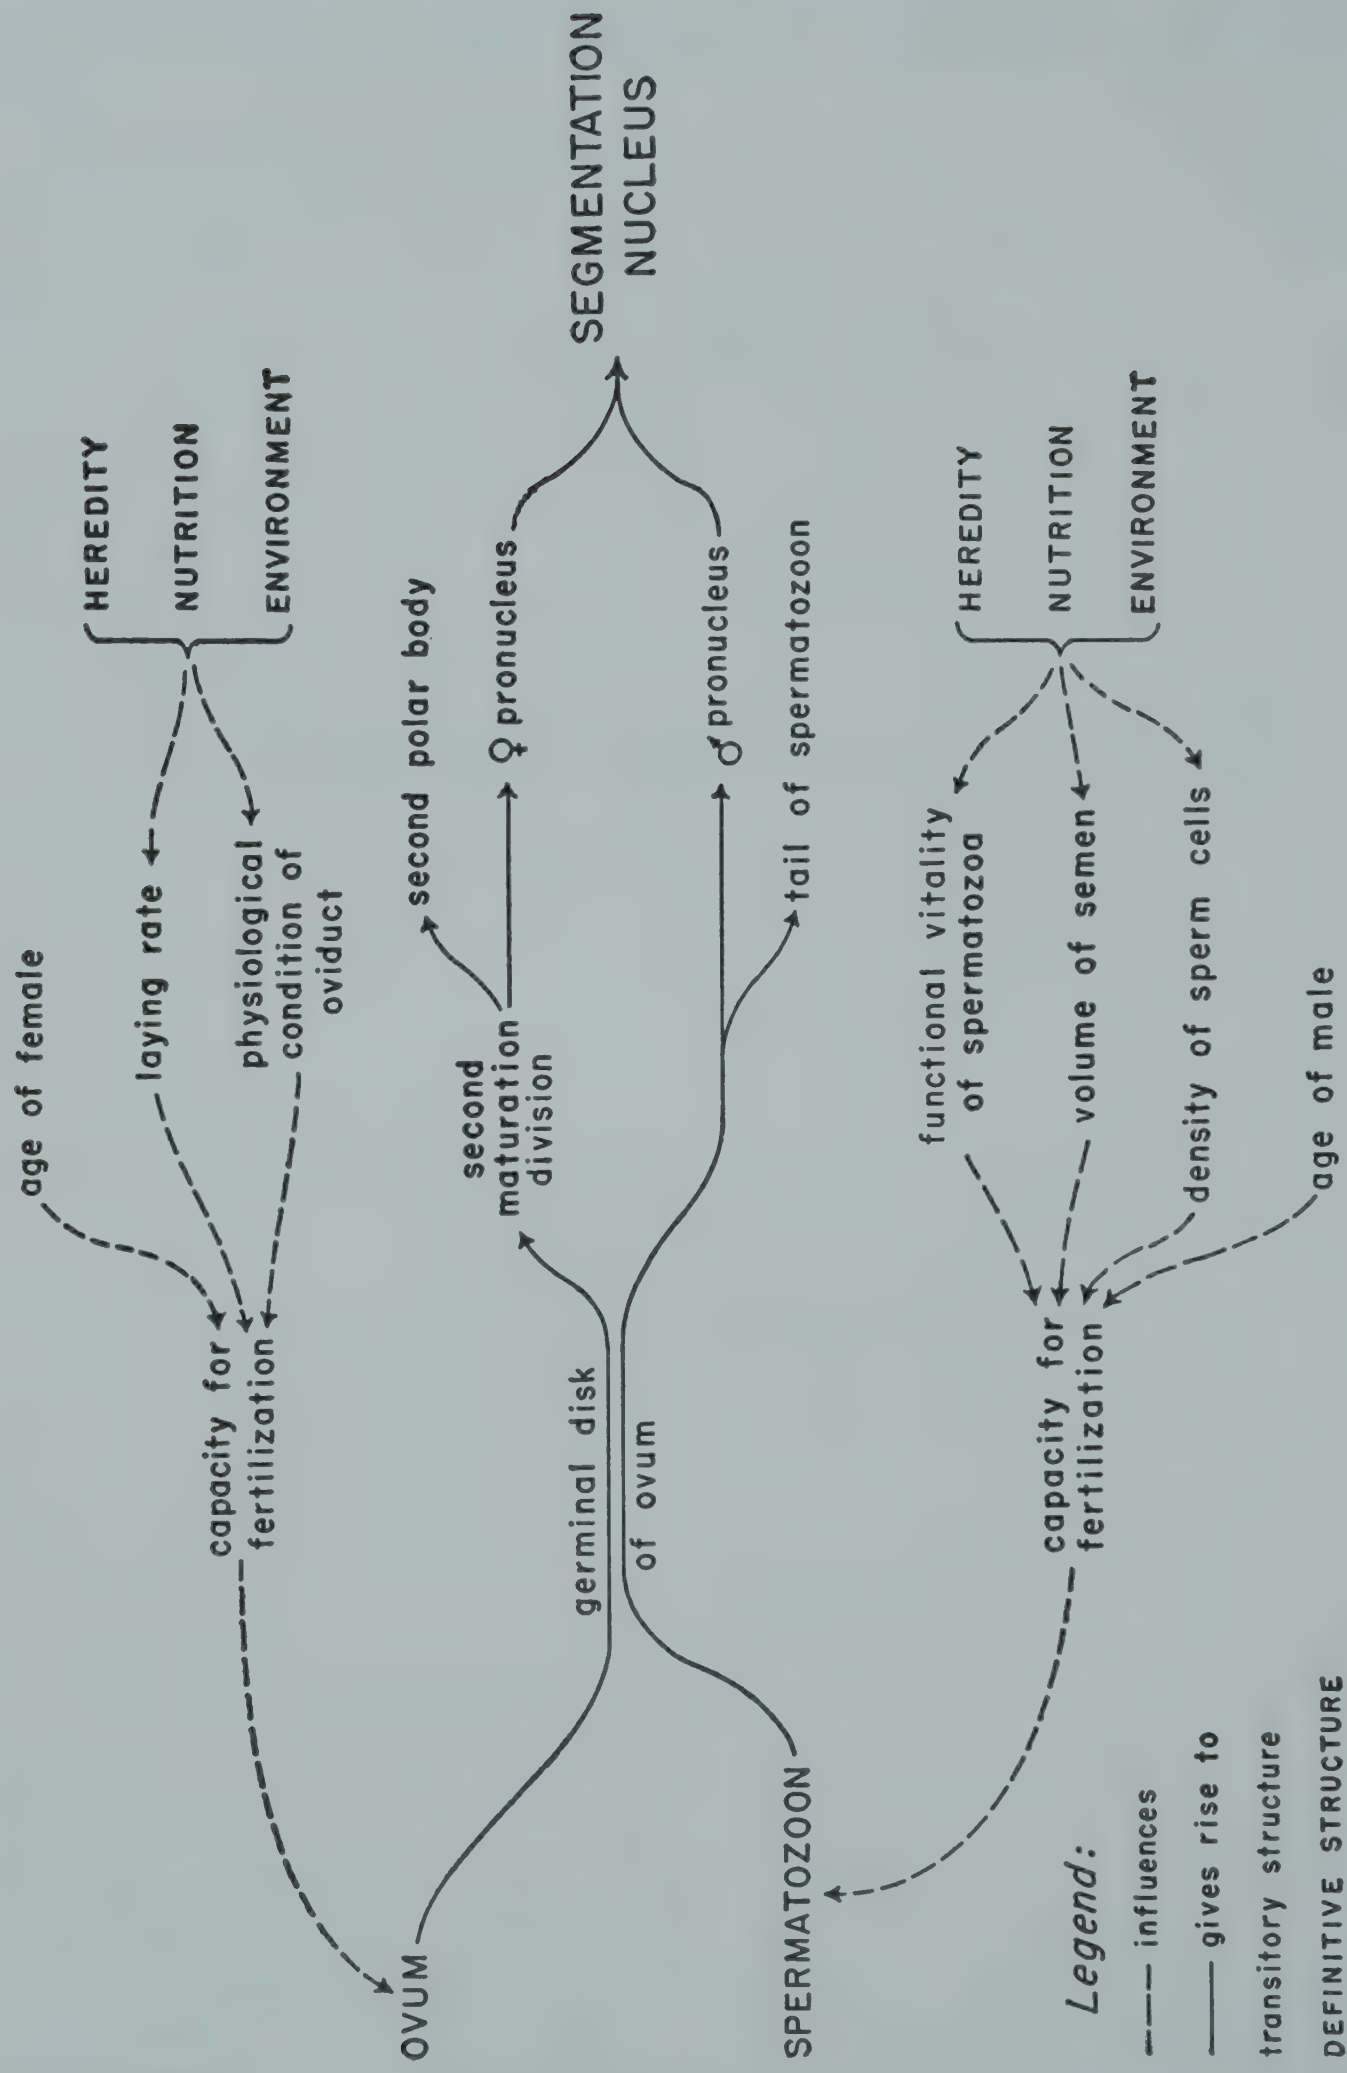 age of female
HEREDITY
laying rate
NUTRITION
capacity for
fertilization
physiological
condition of
oviduct
ENVIRONMENT
OVUM
second polar body
second
maturation
division
♀ pronucleus
germinal disk
of ovum
SEGMENTATION
NUCLEUS
♂ pronucleus
SPERMATOZOON
tail of spermatozoon
functional vitality
of spermatozoa
HEREDITY
capacity for
fertilization
volume of semen
NUTRITION
density of sperm cells
ENVIRONMENT
age of male
Legend:
influences
gives rise to
transitory structure
DEFINITIVE STRUCTURE